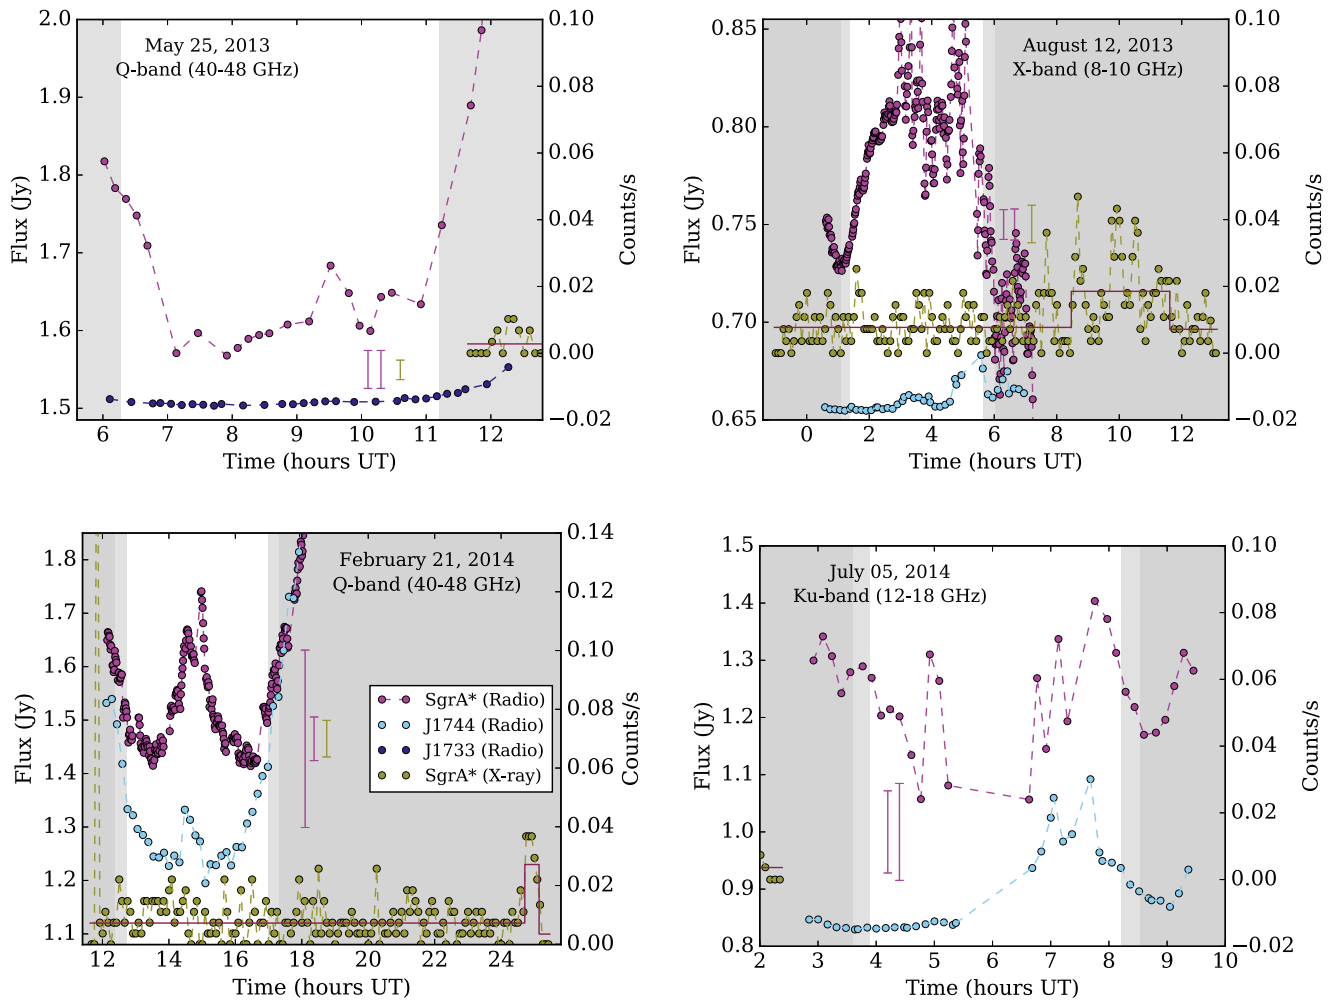 May 25, 2013
Q-band (40-48 GHz)
2.0
1.9
1.8
1.7
1.6
1.5
Flux (Jy)
0.10
0.08
0.06
0.04
0.02
0.00
−0.02
Counts/s
6 7 8 9 10 11 12
Time (hours UT)
August 12, 2013
X-band (8-10 GHz)
0.85
0.80
0.75
0.70
0.65
Flux (Jy)
0.10
0.08
0.06
0.04
0.02
0.00
−0.02
Counts/s
0 2 4 6 8 10 12
Time (hours UT)
February 21, 2014
Q-band (40-48 GHz)
1.8
1.7
1.6
1.5
1.4
1.3
1.2
1.1
Flux (Jy)
SgrA* (Radio)
J1744 (Radio)
J1733 (Radio)
SgrA* (X-ray)
0.14
0.12
0.10
0.08
0.06
0.04
0.02
0.00
Counts/s
12 14 16 18 20 22 24
Time (hours UT)
July 05, 2014
Ku-band (12-18 GHz)
1.5
1.4
1.3
1.2
1.1
1.0
0.9
0.8
Flux (Jy)
0.10
0.08
0.06
0.04
0.02
0.00
−0.02
Counts/s
2 3 4 5 6 7 8 9 10
Time (hours UT)